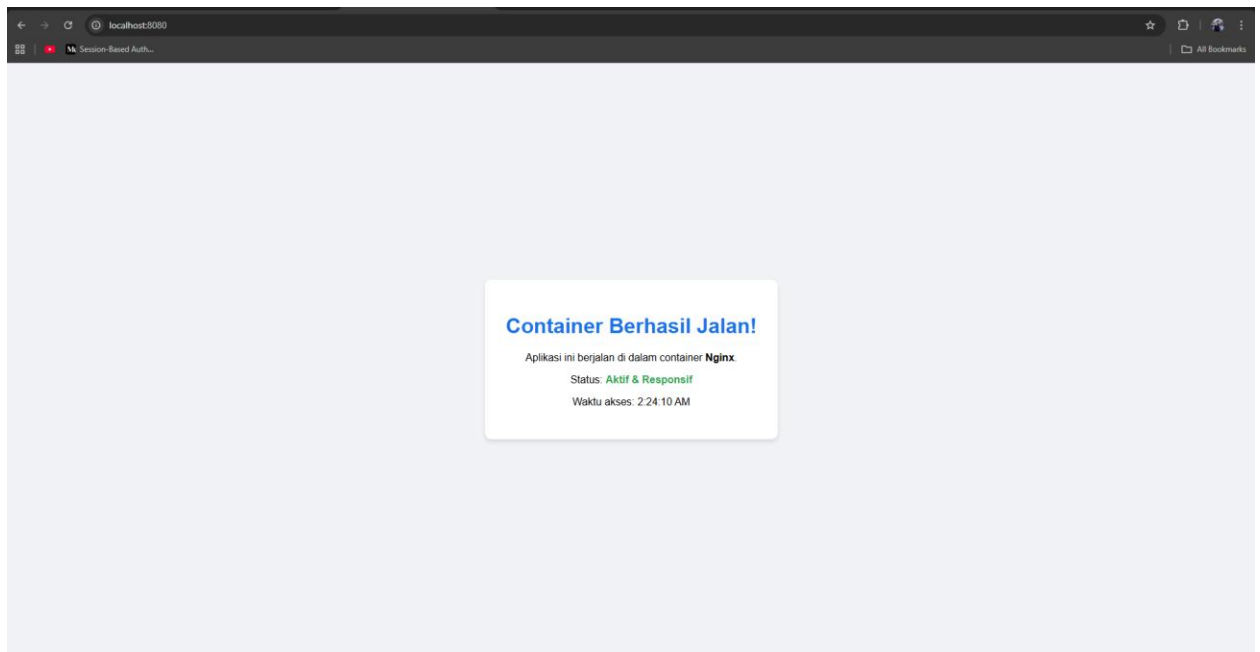 localhost:8080
Session-Based Auth...
All Bookmarks
Container Berhasil Jalan!
Aplikasi ini berjalan di dalam container Nginx.
Status: Aktif & Responsif
Waktu akses: 2:24:10 AM